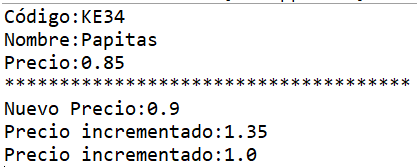 Código:KE34
Nombre:Papitas
Precio:0.85
**************************************
Nuevo Precio:0.9
Precio incrementado:1.35
Precio incrementado:1.0